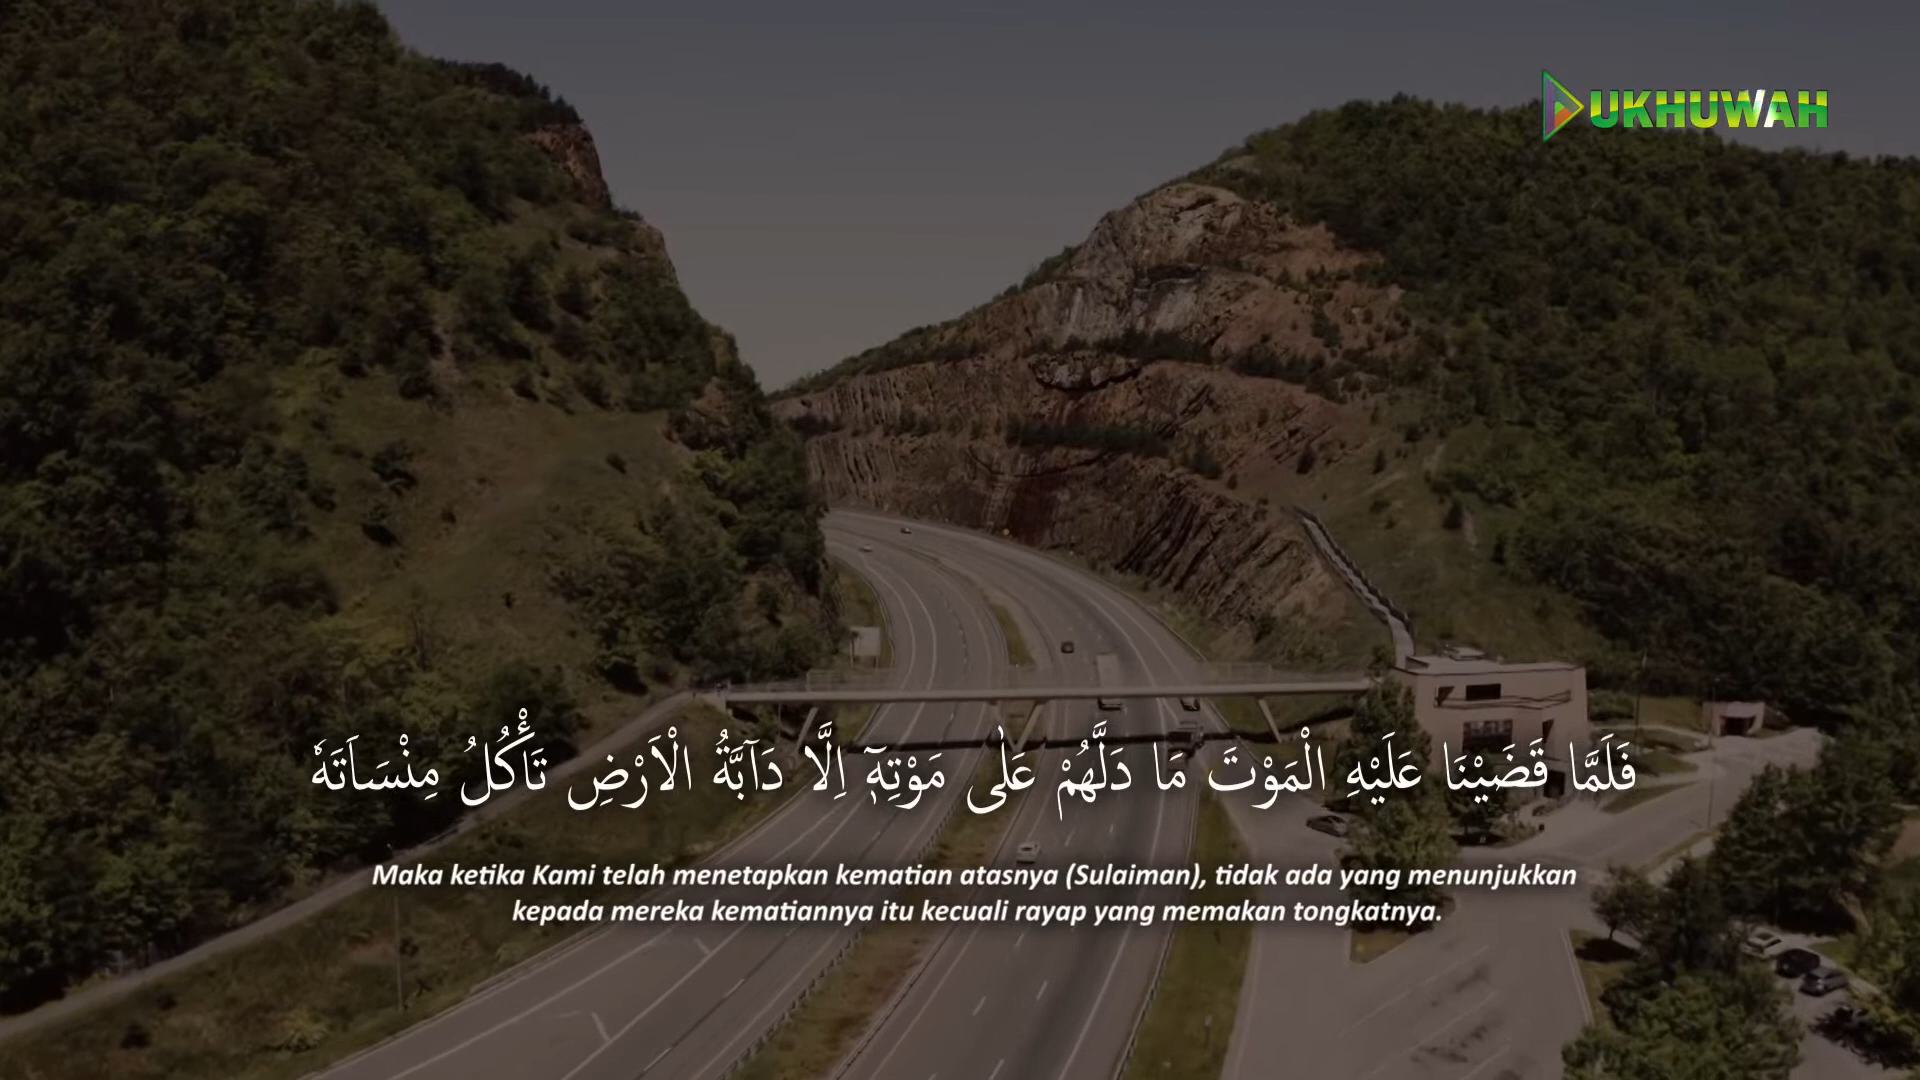 UKHUWAH
فَلَمَّا قَضَيْنَا عَلَيْهِ الْمَوْتَ مَا دَلَّهُمْ عَلٰى مَوْتِهٖٓ اِلَّا دَآبَّةُ الْاَرْضِ تَأْكُلُ مِنْسَاَتَهٗ
Maka ketika Kami telah menetapkan kematian atasnya (Sulaiman), tidak ada yang menunjukkan
kepada mereka kematiannya itu kecuali rayap yang memakan tongkatnya.